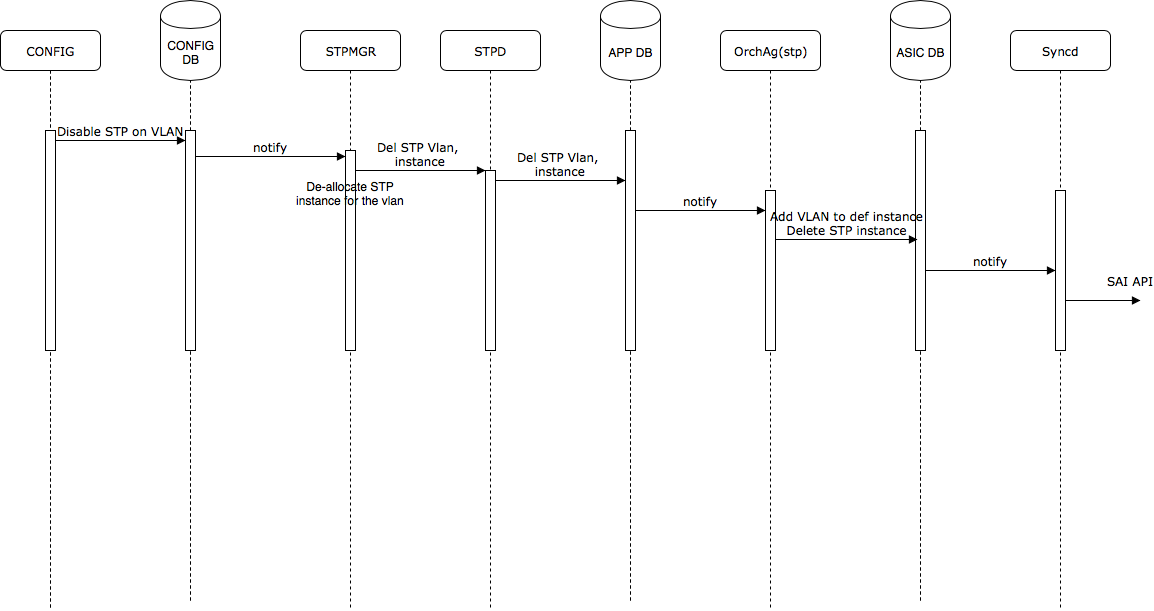 CONFIG
CONFIG
DB
STPMGR
STPD
APP DB
OrchAg(stp)
ASIC DB
Syncd
Disable STP on VLAN
notify
Del STP Vlan,
instance
De-allocate STP
instance for the vlan
Del STP Vlan,
instance
notify
Add VLAN to def instance
Delete STP instance
notify
SAI API